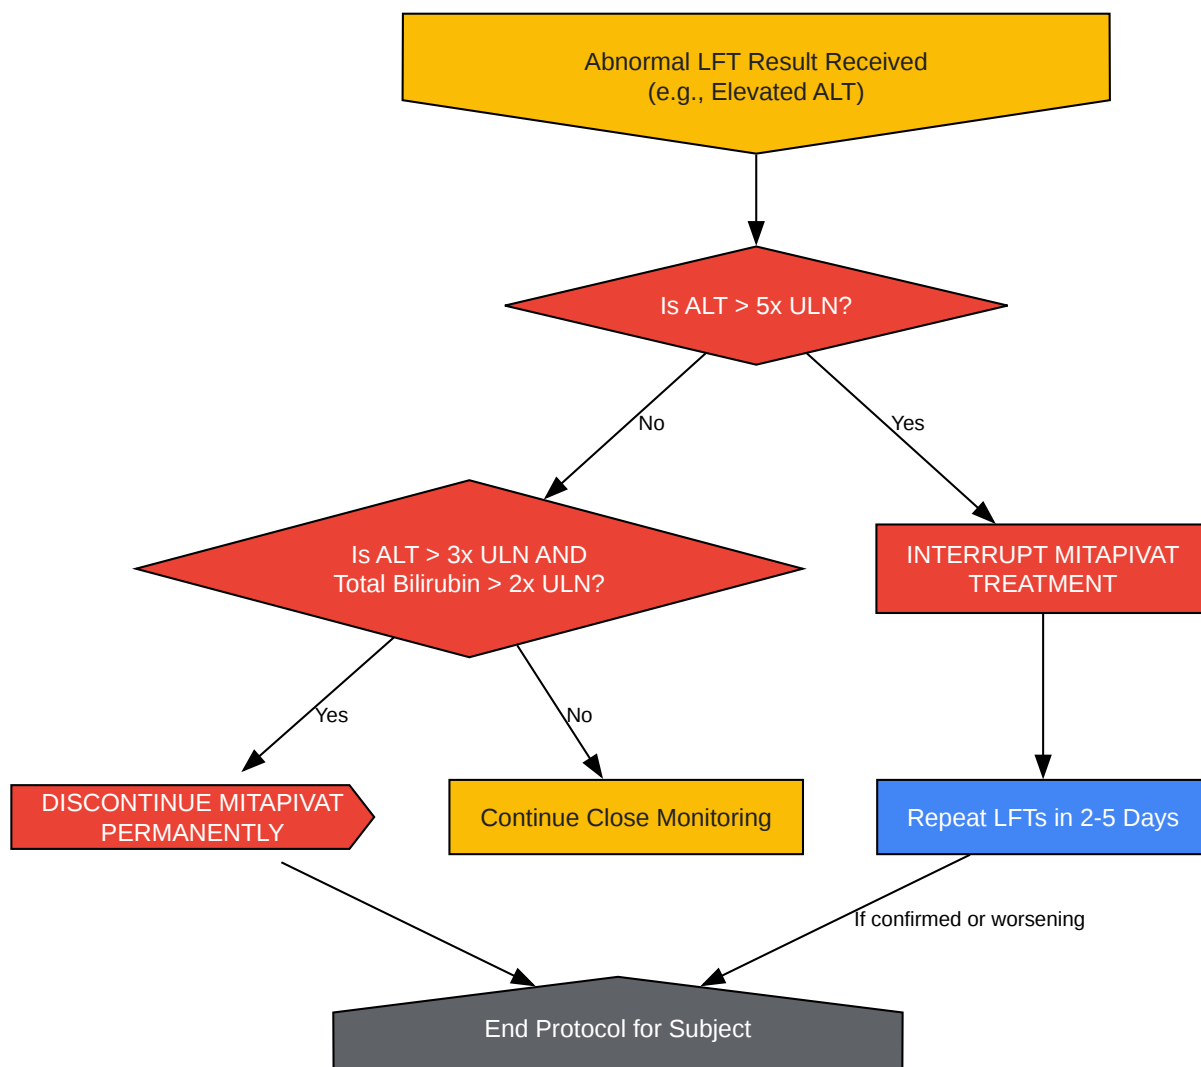 Abnormal LFT Result Received
(e.g., Elevated ALT)
Is ALT > 5x ULN?
No
Yes
Is ALT > 3x ULN AND
Total Bilirubin > 2x ULN?
INTERRUPT MITAPIVAT
TREATMENT
Yes
No
DISCONTINUE MITAPIVAT
PERMANENTLY
Continue Close Monitoring
Repeat LFTs in 2-5 Days
If confirmed or worsening
End Protocol for Subject